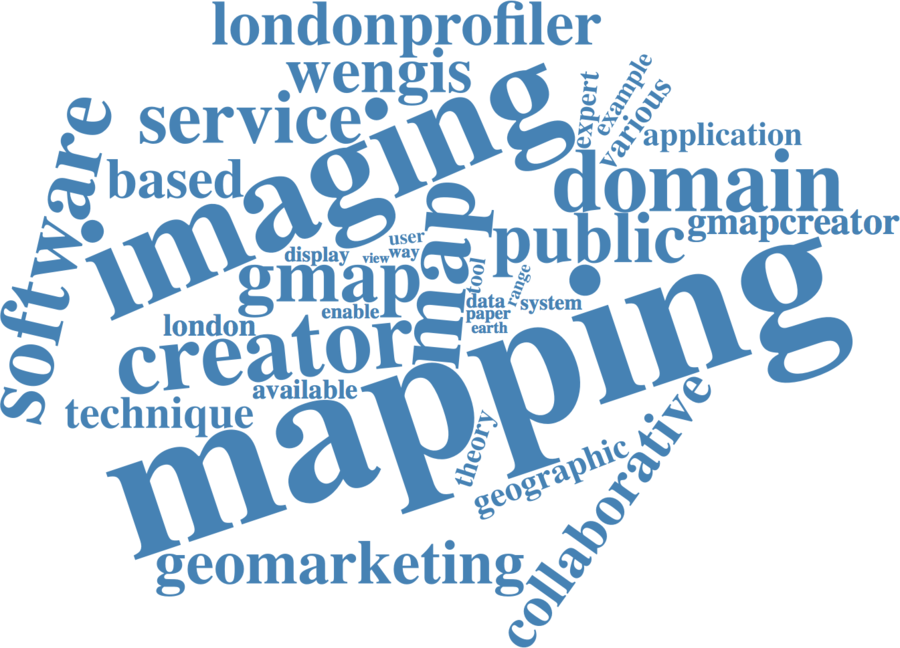 londonprofiler
wengis
imaging
expert
example
various
service
application
software
based
domain
map
public
gmapcreator
user
display
view
way
gmap
tool
range
data
system
enable
paper
earth
london
creator
mapping
available
technique
theory
geographic
collaborative
geomarketing